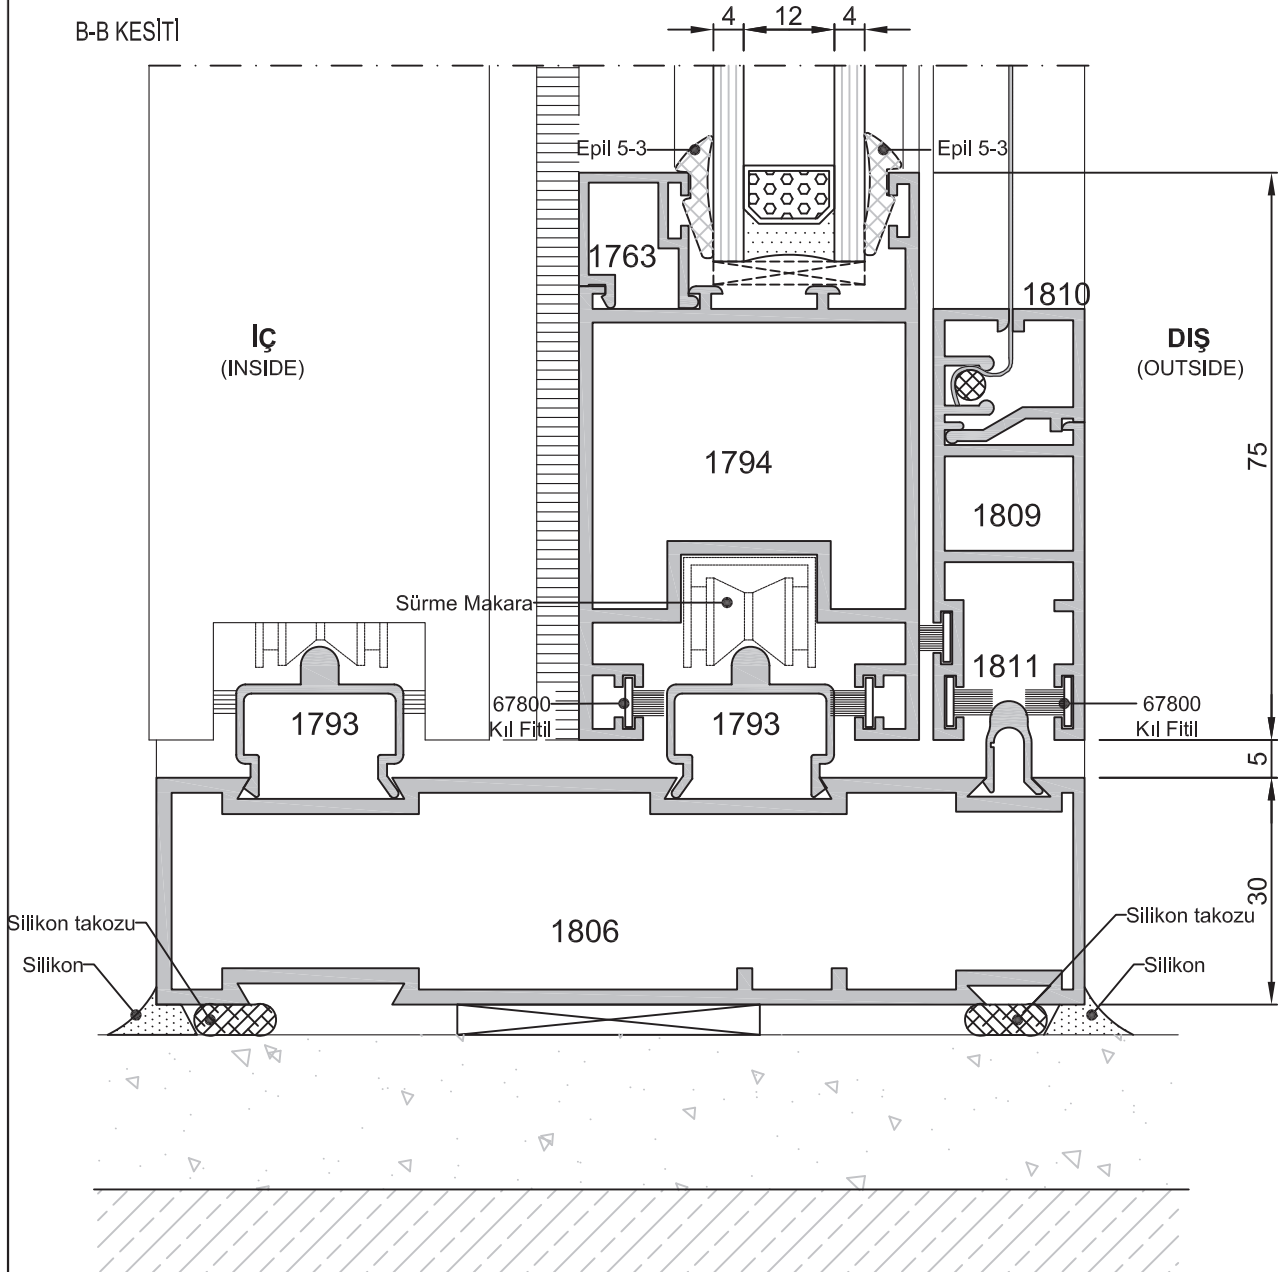 B-B KESİTİ
4 12 4
Epil 5-3
Epil 5-3
1763
1810
İÇ
(INSIDE)
DIŞ
(OUTSIDE)
75
1794
1809
Sürme Makara
1811
67800
Kıl Fitil
67800
Kıl Fitil
1793
1793
5
30
1806
Silikon takozu
Silikon
Silikon takozu
Silikon